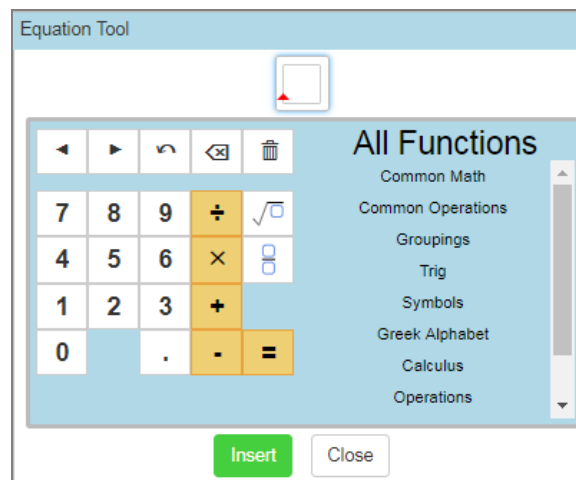 Equation Tool
All Functions
Common Math
7 8 9 ÷ √
Common Operations
Groupings
4 5 6 ×
Trig
1 2 3 +
Symbols
Greek Alphabet
0 . - =
Calculus
Operations
Insert Close